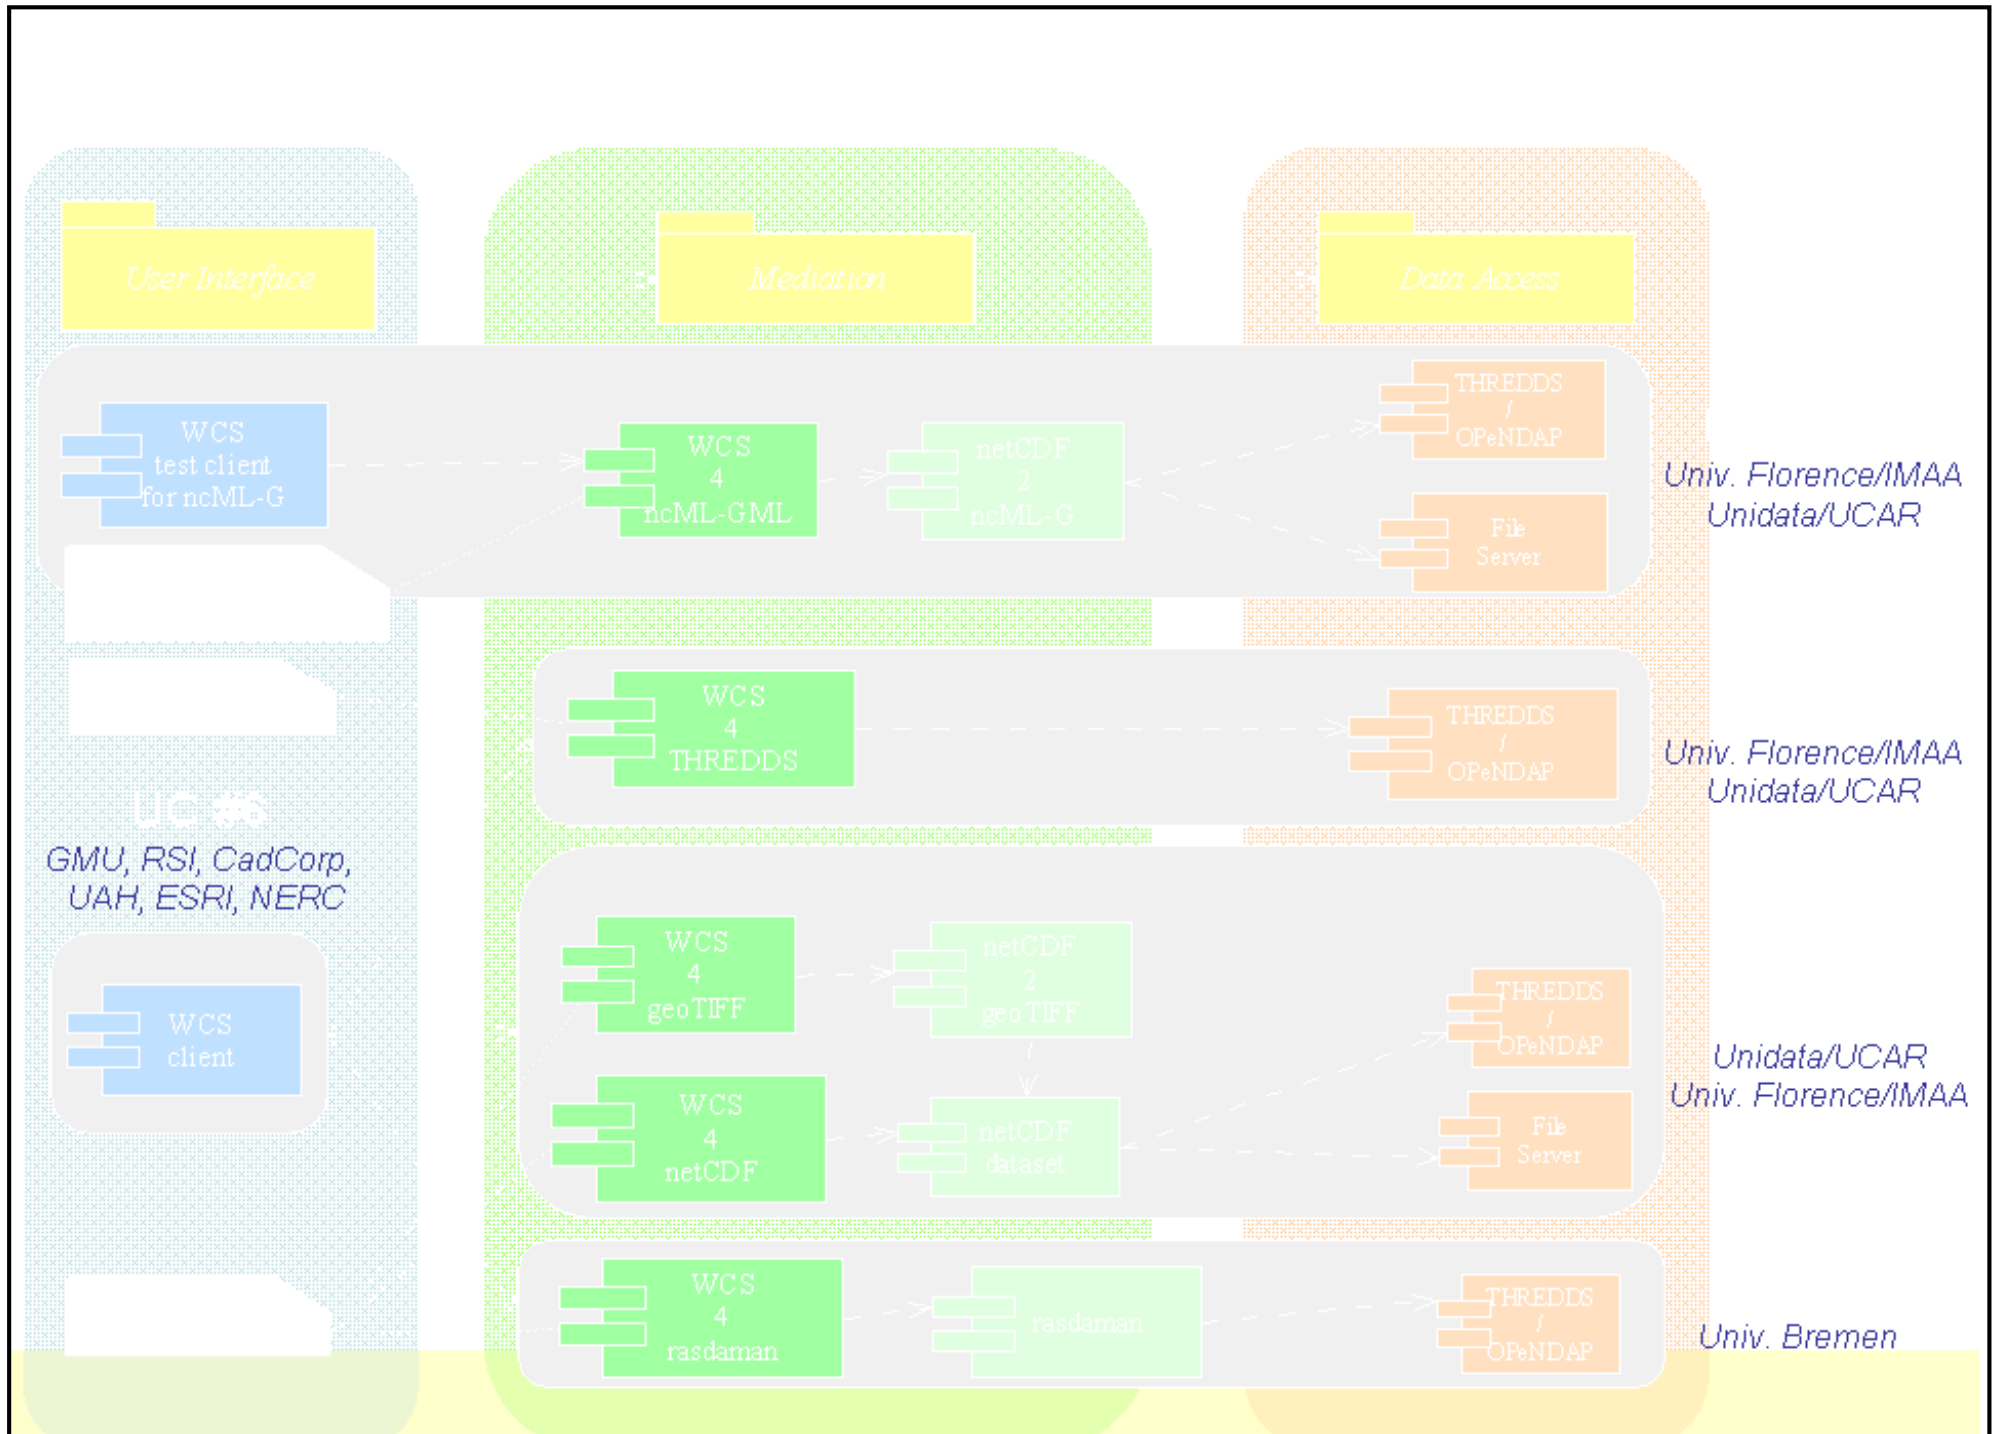 User Interface
Mediation
Data Access
WCS
test client
for ncML-G
WCS
4
ncML-GML
netCDF
2
ncML-G
THREDDS
/
OPeNDAP
File
Server
Univ. Florence/IMAA
Unidata/UCAR
WCS
4
THREDDS
THREDDS
/
OPeNDAP
Univ. Florence/IMAA
Unidata/UCAR
UC #6
GMU, RSI, CadCorp,
UAH, ESRI, NERC
WCS
client
WCS
4
geoTIFF
netCDF
2
geoTIFF
WCS
4
netCDF
netCDF
dataset
THREDDS
/
OPeNDAP
File
Server
Unidata/UCAR
Univ. Florence/IMAA
WCS
4
rasdaman
rasdaman
THREDDS
/
OPeNDAP
Univ. Bremen